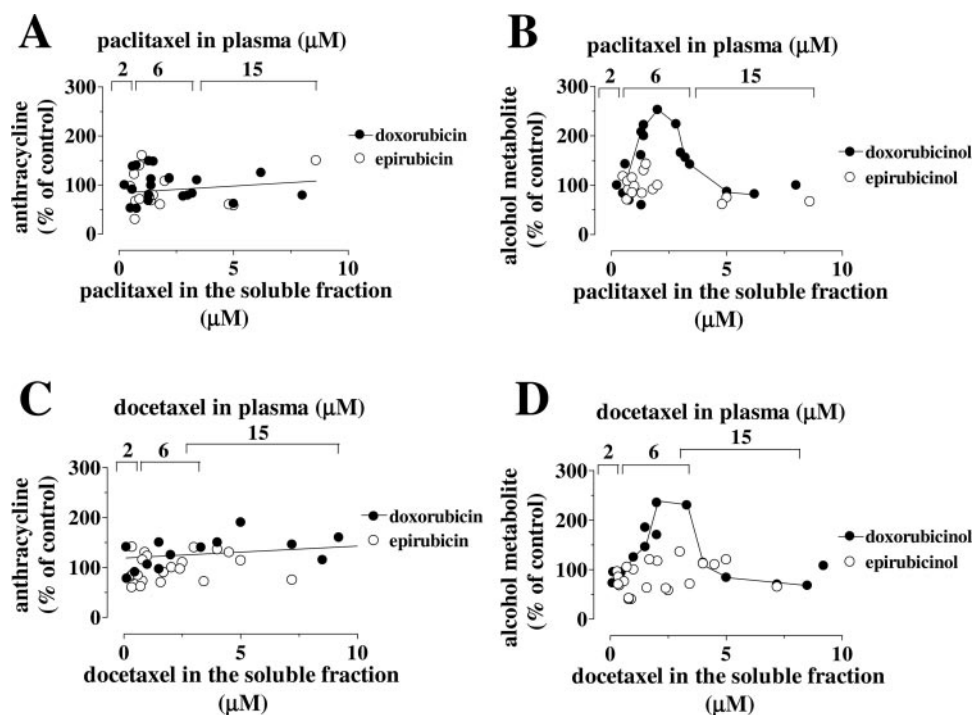 A
paclitaxel in plasma (μM)
2 6 15
300
200
100
0
anthracycline
(% of control)
doxorubicin
epirubicin
0 5 10
paclitaxel in the soluble fraction
(μM)
B
paclitaxel in plasma (μM)
2 6 15
300
200
100
0
alcohol metabolite
(% of control)
doxorubicinol
epirubicinol
0 5 10
paclitaxel in the soluble fraction
(μM)
C
docetaxel in plasma (μM)
2 6 15
300
200
100
0
anthracycline
(% of control)
doxorubicin
epirubicin
0 5 10
docetaxel in the soluble fraction
(μM)
D
docetaxel in plasma (μM)
2 6 15
300
200
100
0
alcohol metabolite
(% of control)
doxorubicinol
epirubicinol
0 5 10
docetaxel in the soluble fraction
(μM)